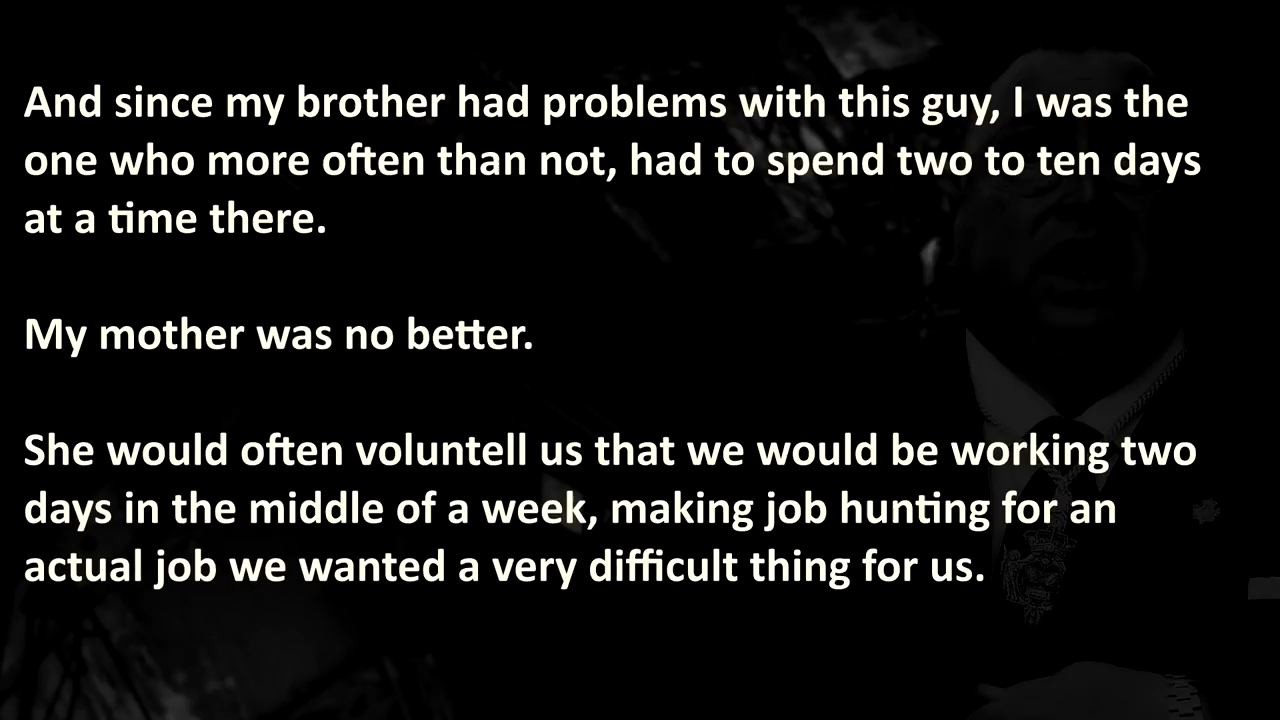 And since my brother had problems with this guy, I was the
one who more often than not, had to spend two to ten days
at a time there.
My mother was no better.
She would often voluntell us that we would be working two
days in the middle of a week, making job hunting for an
actual job we wanted a very difficult thing for us.